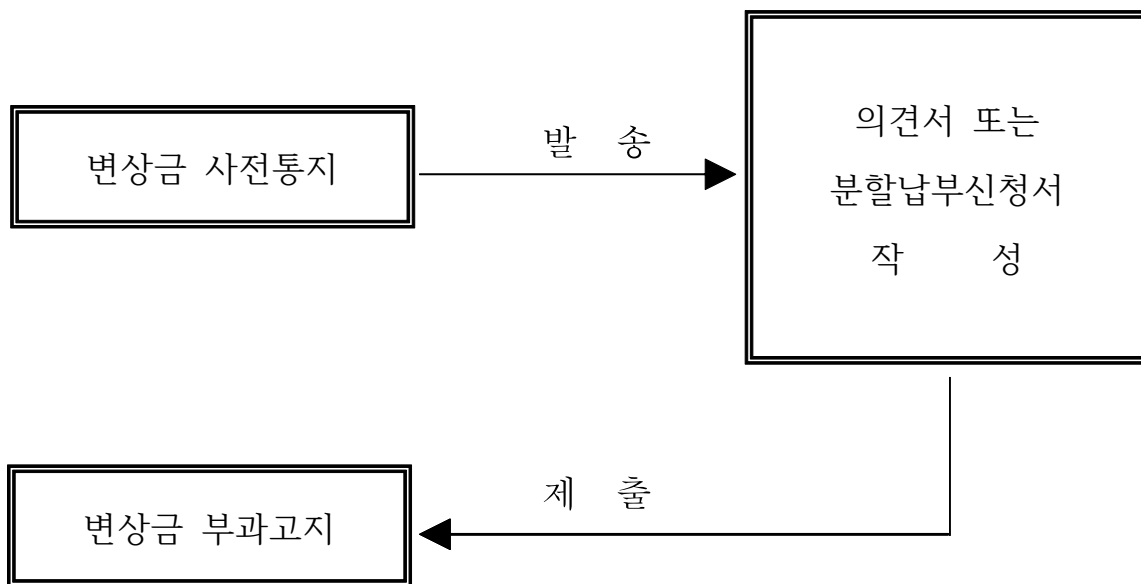 변상금 사전통지
발 송
의견서 또는
분할납부신청서
작 성
제 출
변상금 부과고지